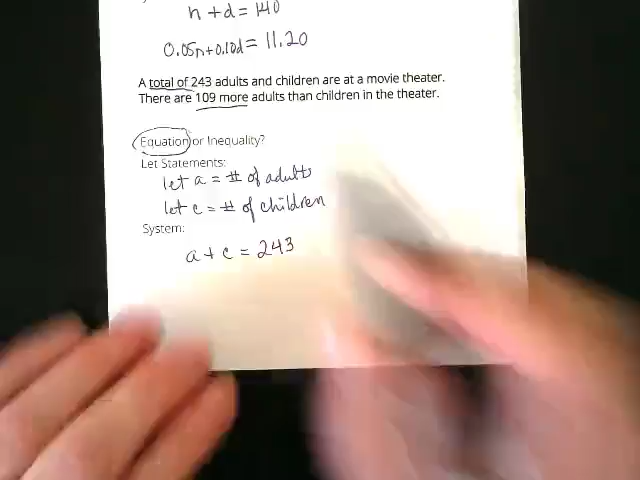 n + d = 140
0.05n + 0.10d = 11.20
A total of 243 adults and children are at a movie theater.
There are 109 more adults than children in the theater.
Equation or Inequality?
Let Statements:
let a = # of adults
let c = # of children
System:
a + c = 243